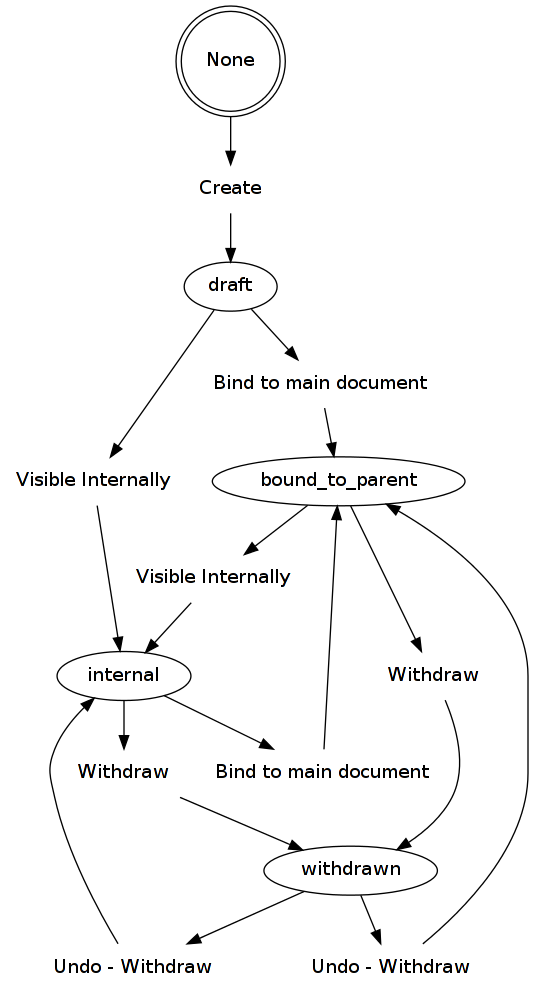 None
Create
draft
Bind to main document
Visible Internally
bound_to_parent
Visible Internally
internal
Withdraw
Withdraw
Bind to main document
withdrawn
Undo - Withdraw
Undo - Withdraw